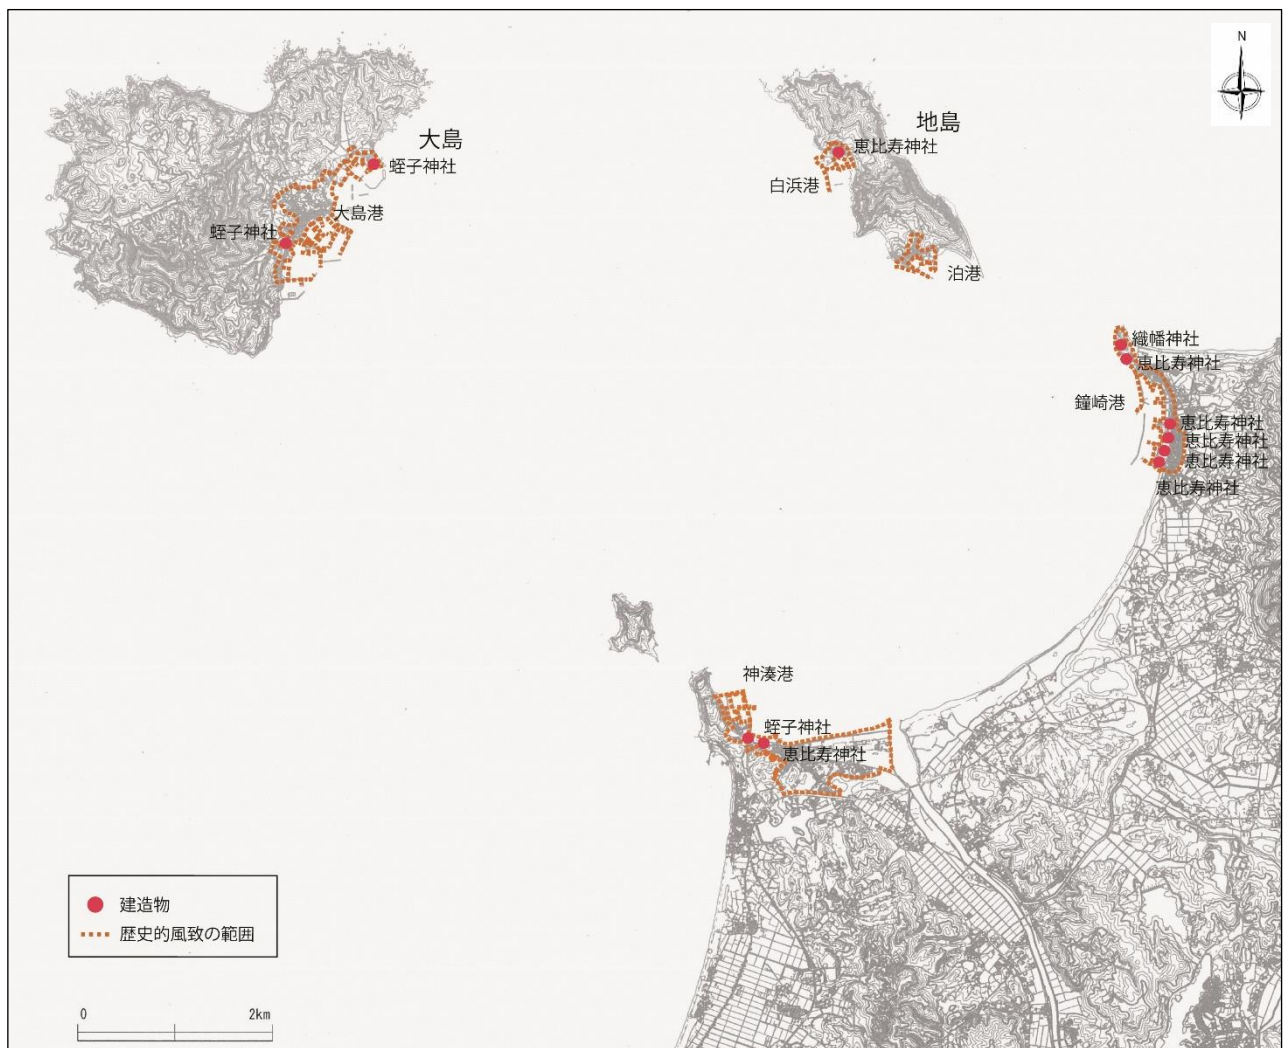 N
大島
蛭子神社
大島港
蛭子神社
地島
恵比寿神社
白浜港
泊港
織幡神社
恵比寿神社
鐘崎港
恵比寿神社
恵比寿神社
恵比寿神社
恵比寿神社
神湊港
蛭子神社
恵比寿神社
建造物
歴史的風致の範囲
0 2km